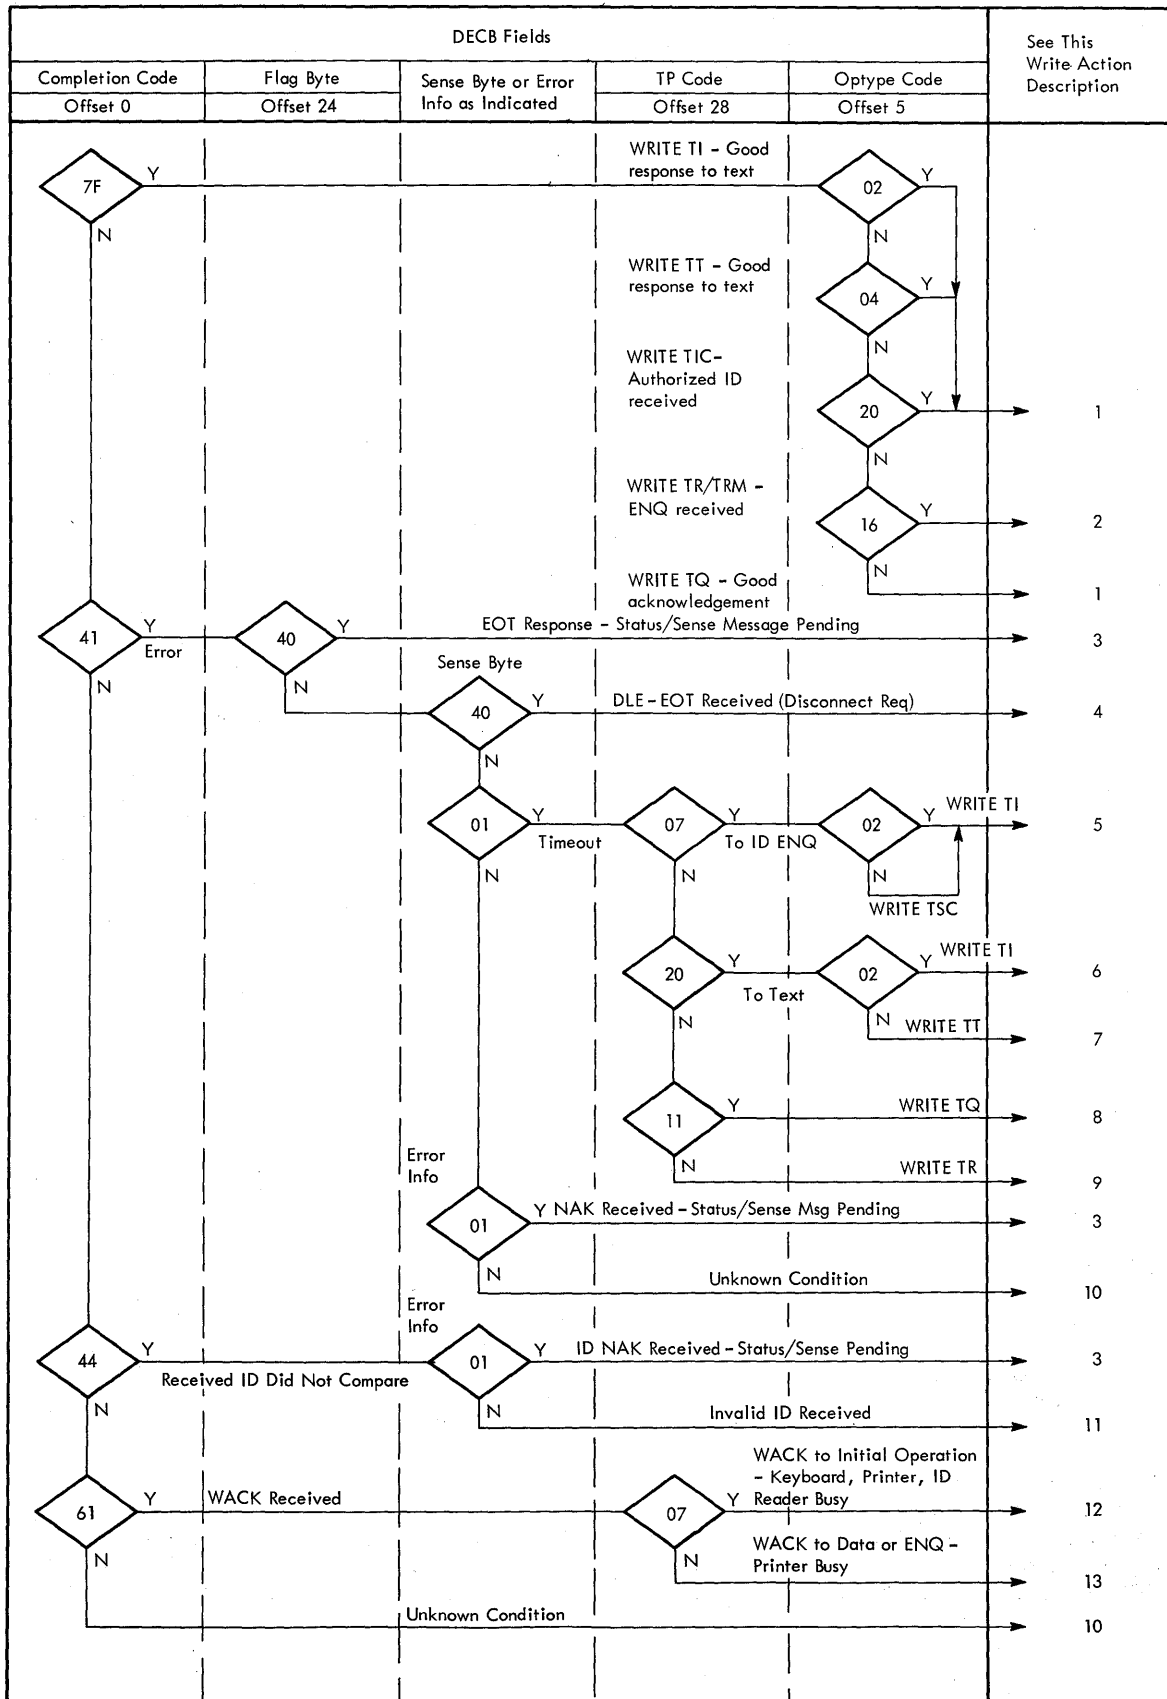 DECB Fields
See This
Write Action
Description
Completion Code
Flag Byte
Sense Byte or Error
Info as Indicated
TP Code
Optype Code
Offset 0
Offset 24
Offset 28
Offset 5
7F
Y
N
WRITE TI - Good
response to text
02
Y
N
WRITE TT - Good
response to text
04
Y
N
WRITE TIC-
Authorized ID
received
20
Y
1
N
WRITE TR/TRM -
ENQ received
16
Y
2
N
WRITE TQ - Good
acknowledgement
1
41
Y
Error
N
40
Y
EOT Response - Status/Sense Message Pending
3
N
Sense Byte
40
Y
DLE-EOT Received (Disconnect Req)
4
N
01
Y
Timeout
N
07
Y
To ID ENQ
N
02
Y
WRITE TI
5
N
WRITE TSC
20
Y
To Text
N
02
Y
WRITE TI
6
N
WRITE TT
7
11
Y
WRITE TQ
8
N
WRITE TR
9
Error
Info
01
Y
NAK Received-Status/Sense Msg Pending
3
N
Unknown Condition
10
Error
Info
44
Y
Received ID Did Not Compare
N
01
Y
ID NAK Received-Status/Sense Pending
3
N
Invalid ID Received
11
61
Y
WACK Received
N
07
Y
WACK to Initial Operation
- Keyboard, Printer, ID
Reader Busy
12
N
WACK to Data or ENQ -
Printer Busy
13
Unknown Condition
10